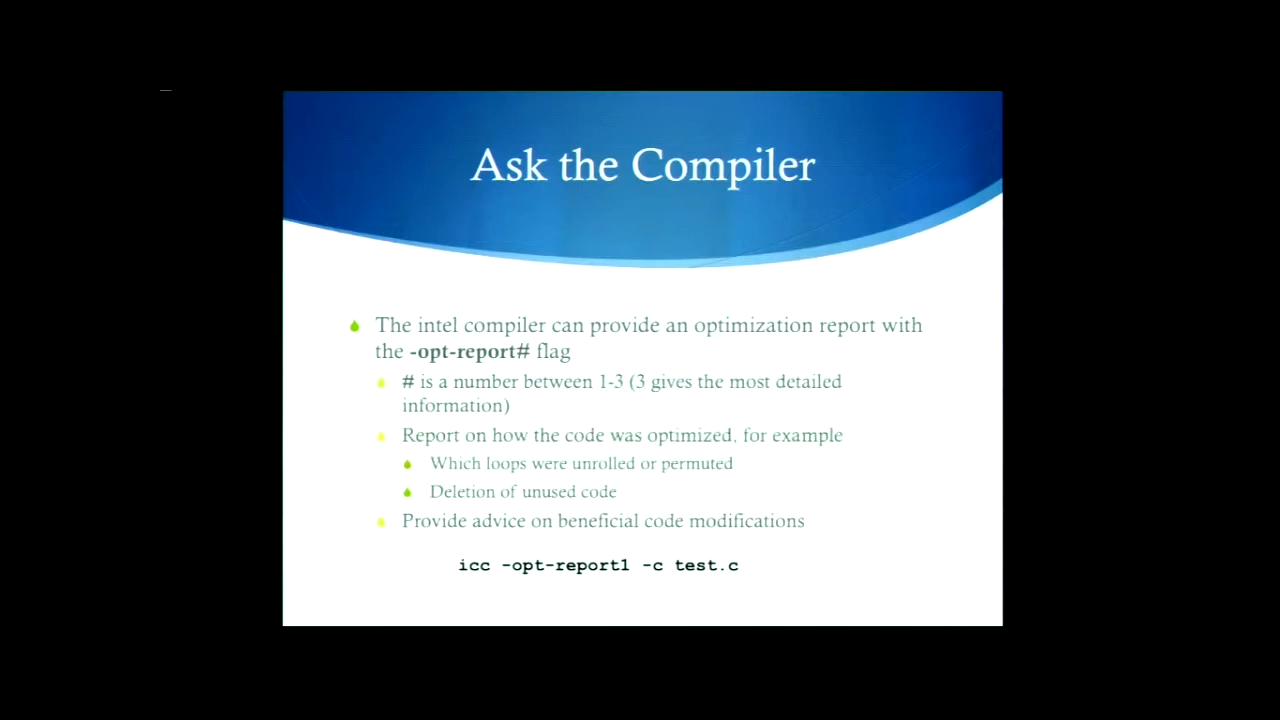 Ask the Compiler
The intel compiler can provide an optimization report with
the -opt-report# flag
# is a number between 1-3 (3 gives the most detailed
information)
Report on how the code was optimized, for example
Which loops were unrolled or permuted
Deletion of unused code
Provide advice on beneficial code modifications
icc -opt-report1 -c test.c